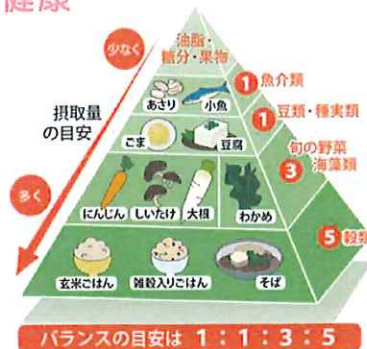 健康
少なく
油脂・
糖分・果物
あさり
小魚
1 魚介類
摂取量
の目安
ごま
豆腐
1 豆類・種実類
旬の野菜
海藻類
3
多く
にんじん
しいたけ
大根
わかめ
5 穀類
玄米ごはん
雑穀入りごはん
そば
バランスの目安は 1：1：3：5